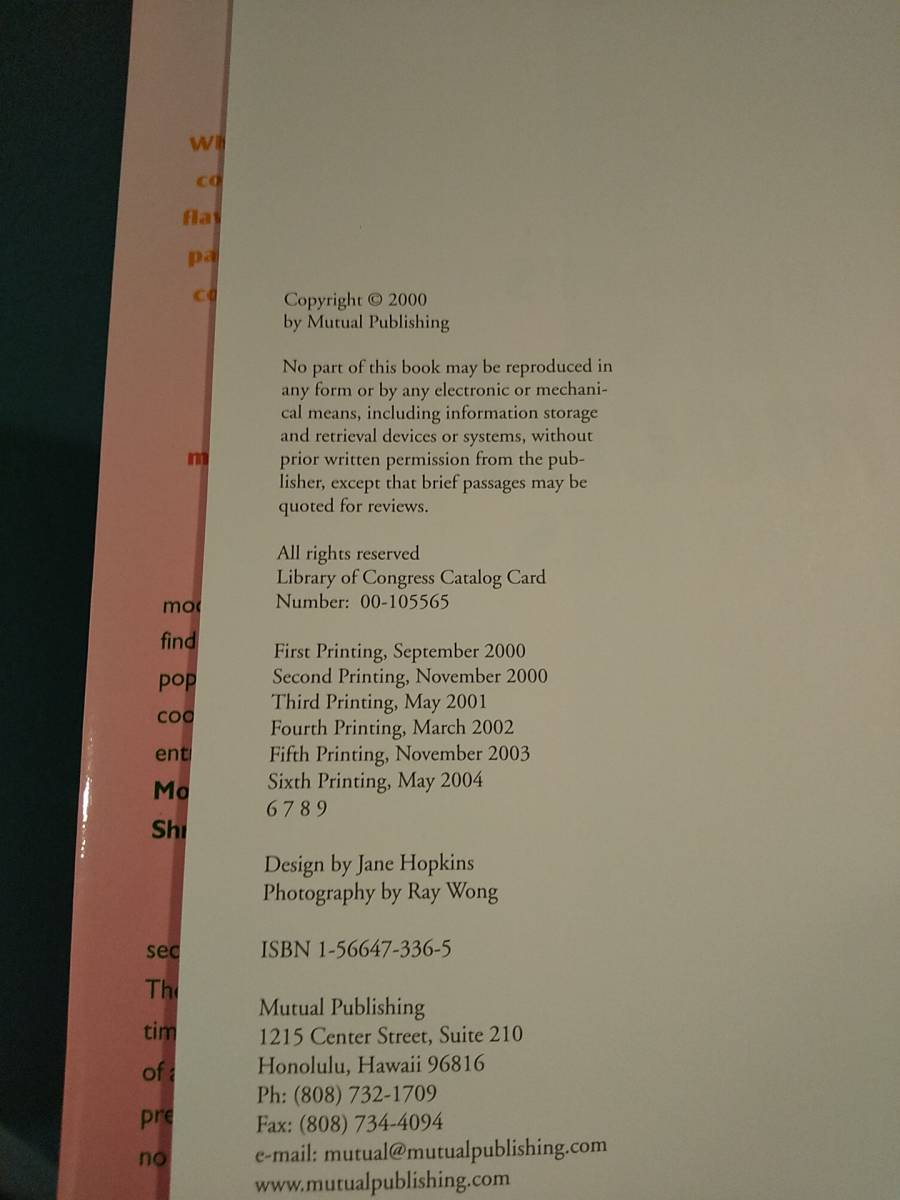 Copyright © 2000
by Mutual Publishing
No part of this book may be reproduced in
any form or by any electronic or mechani-
cal means, including information storage
and retrieval devices or systems, without
prior written permission from the pub-
lisher, except that brief passages may be
quoted for reviews.
All rights reserved
Library of Congress Catalog Card
Number: 00-105565
First Printing, September 2000
Second Printing, November 2000
Third Printing, May 2001
Fourth Printing, March 2002
Fifth Printing, November 2003
Sixth Printing, May 2004
6 7 8 9
Design by Jane Hopkins
Photography by Ray Wong
ISBN 1-56647-336-5
Mutual Publishing
1215 Center Street, Suite 210
Honolulu, Hawaii 96816
Ph: (808) 732-1709
Fax: (808) 734-4094
e-mail: mutual@mutualpublishing.com
www.mutualpublishing.com
find
of
no